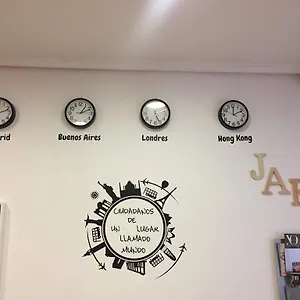 rid
Buenos Aires
Londres
Hong Kong
JA
CIUDADANOS
DE
UN LUGAR
LLAMADO
MUNDO